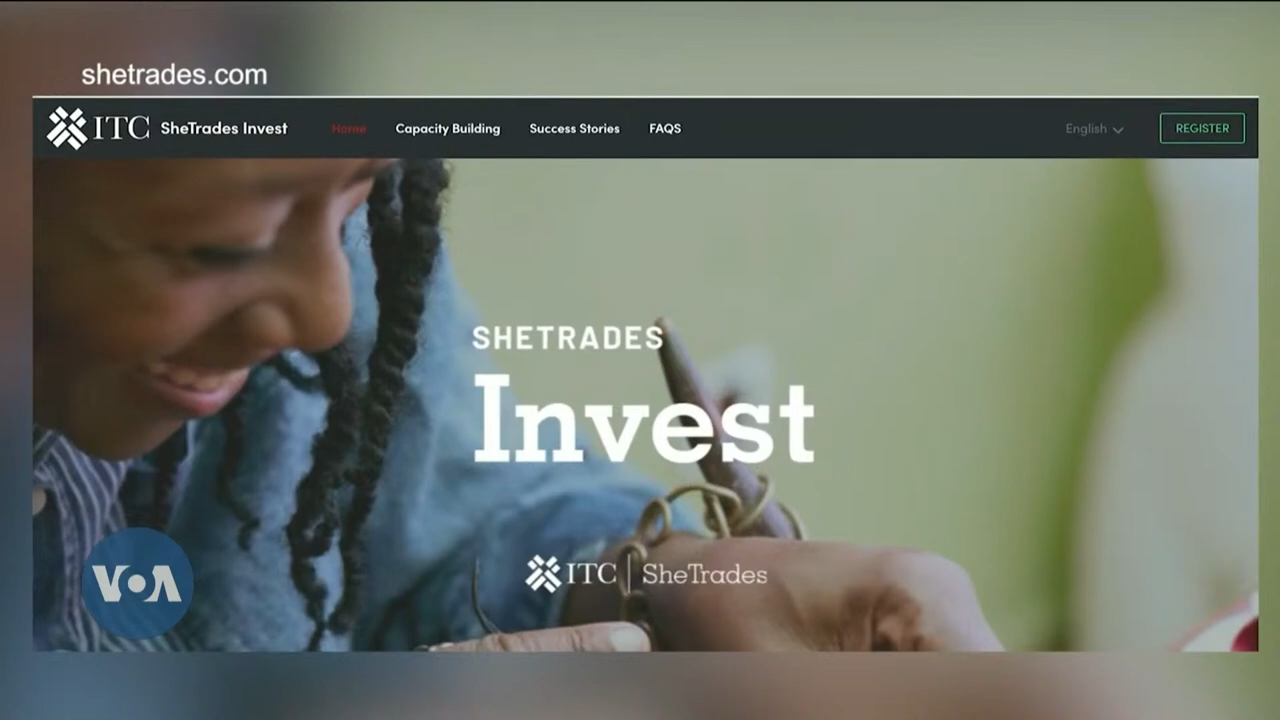 shetrades.com
ITC SheTrades Invest Home Capacity Building Success Stories FAQS English REGISTER
SHETRADES
Invest
ITC | SheTrades
VOA